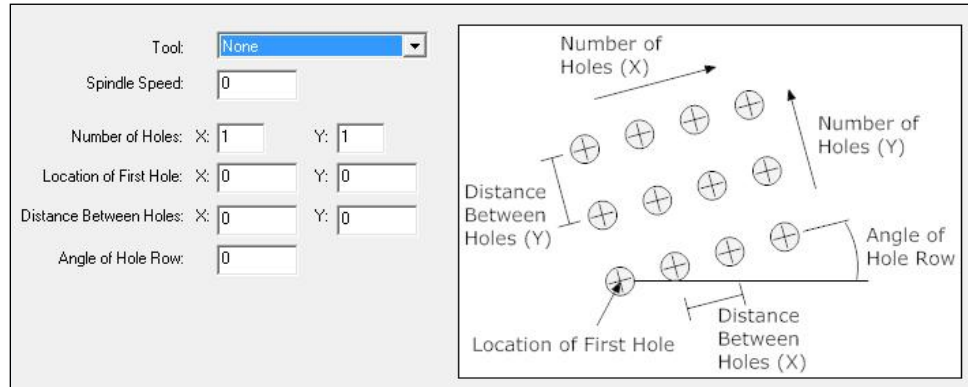 Tool: None
Spindle Speed: 0
Number of Holes: X: 1 Y: 1
Location of First Hole: X: 0 Y: 0
Distance Between Holes: X: 0 Y: 0
Angle of Hole Row: 0
Number of
Holes (X)
Number of
Holes (Y)
Distance
Between
Holes (Y)
Angle of
Hole Row
Location of First Hole
Distance
Between
Holes (X)